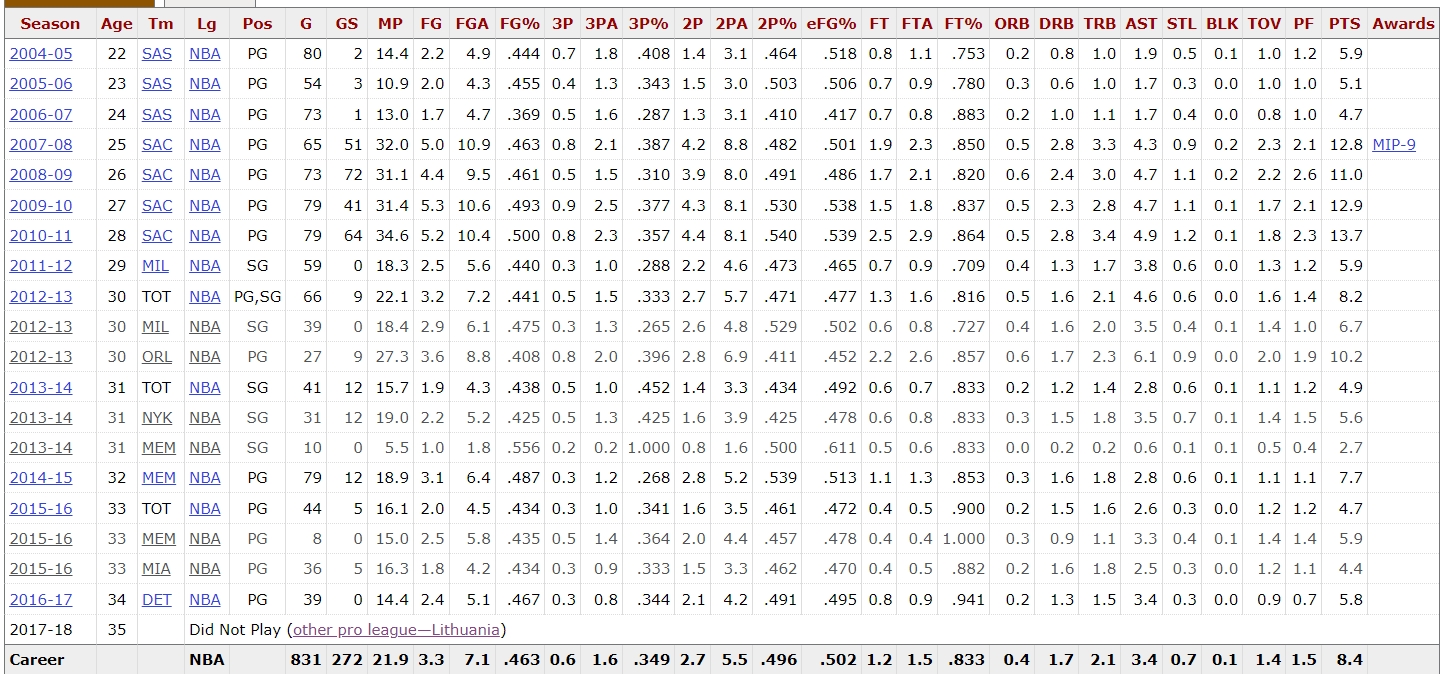 Season Age Tm Lg Pos G GS MP FG FGA FG% 3P 3PA 3P% 2P 2PA 2P% eFG% FT FTA FT% ORB DRB TRB AST STL BLK TOV PF PTS Awards
2004-05 22 SAS NBA PG 80 2 14.4 2.2 4.9 .444 0.7 1.8 .408 1.4 3.1 .464 .518 0.8 1.1 .753 0.2 0.8 1.0 1.9 0.5 0.1 1.0 1.2 5.9
2005-06 23 SAS NBA PG 54 3 10.9 2.0 4.3 .455 0.4 1.3 .343 1.5 3.0 .503 .506 0.7 0.9 .780 0.3 0.6 1.0 1.7 0.3 0.0 1.0 1.0 5.1
2006-07 24 SAS NBA PG 73 1 13.0 1.7 4.7 .369 0.5 1.6 .287 1.3 3.1 .410 .417 0.7 0.8 .883 0.2 1.0 1.1 1.7 0.4 0.0 0.8 1.0 4.7
2007-08 25 SAC NBA PG 65 51 32.0 5.0 10.9 .463 0.8 2.1 .387 4.2 8.8 .482 .501 1.9 2.3 .850 0.5 2.8 3.3 4.3 0.9 0.2 2.3 2.1 12.8 MIP-9
2008-09 26 SAC NBA PG 73 72 31.1 4.4 9.5 .461 0.5 1.5 .310 3.9 8.0 .491 .486 1.7 2.1 .820 0.6 2.4 3.0 4.7 1.1 0.2 2.2 2.6 11.0
2009-10 27 SAC NBA PG 79 41 31.4 5.3 10.6 .493 0.9 2.5 .377 4.3 8.1 .530 .538 1.5 1.8 .837 0.5 2.3 2.8 4.7 1.1 0.1 1.7 2.1 12.9
2010-11 28 SAC NBA PG 79 64 34.6 5.2 10.4 .500 0.8 2.3 .357 4.4 8.1 .540 .539 2.5 2.9 .864 0.5 2.8 3.4 4.9 1.2 0.1 1.8 2.3 13.7
2011-12 29 MIL NBA SG 59 0 18.3 2.5 5.6 .440 0.3 1.0 .288 2.2 4.6 .473 .465 0.7 0.9 .709 0.4 1.3 1.7 3.8 0.6 0.0 1.3 1.2 5.9
2012-13 30 TOT NBA PG,SG 66 9 22.1 3.2 7.2 .441 0.5 1.5 .333 2.7 5.7 .471 .477 1.3 1.6 .816 0.5 1.6 2.1 4.6 0.6 0.0 1.6 1.4 8.2
2012-13 30 MIL NBA SG 39 0 18.4 2.9 6.1 .475 0.3 1.3 .265 2.6 4.8 .529 .502 0.6 0.8 .727 0.4 1.6 2.0 3.5 0.4 0.1 1.4 1.0 6.7
2012-13 30 ORL NBA PG 27 9 27.3 3.6 8.8 .408 0.8 2.0 .396 2.8 6.9 .411 .452 2.2 2.6 .857 0.6 1.7 2.3 6.1 0.9 0.0 2.0 1.9 10.2
2013-14 31 TOT NBA SG 41 12 15.7 1.9 4.3 .438 0.5 1.0 .452 1.4 3.3 .434 .492 0.6 0.7 .833 0.2 1.2 1.4 2.8 0.6 0.1 1.1 1.2 4.9
2013-14 31 NYK NBA SG 31 12 19.0 2.2 5.2 .425 0.5 1.3 .425 1.6 3.9 .425 .478 0.6 0.8 .833 0.3 1.5 1.8 3.5 0.7 0.1 1.4 1.5 5.6
2013-14 31 MEM NBA SG 10 0 5.5 1.0 1.8 .556 0.2 0.2 1.000 0.8 1.6 .500 .611 0.5 0.6 .833 0.0 0.2 0.2 0.6 0.1 0.1 0.5 0.4 2.7
2014-15 32 MEM NBA PG 79 12 18.9 3.1 6.4 .487 0.3 1.2 .268 2.8 5.2 .539 .513 1.1 1.3 .853 0.3 1.6 1.8 2.8 0.6 0.1 1.1 1.1 7.7
2015-16 33 TOT NBA PG 44 5 16.1 2.0 4.5 .434 0.3 1.0 .341 1.6 3.5 .461 .472 0.4 0.5 .900 0.2 1.5 1.6 2.6 0.3 0.0 1.2 1.2 4.7
2015-16 33 MEM NBA PG 8 0 15.0 2.5 5.8 .435 0.5 1.4 .364 2.0 4.4 .457 .478 0.4 0.4 1.000 0.3 0.9 1.1 3.3 0.4 0.1 1.4 1.4 5.9
2015-16 33 MIA NBA PG 36 5 16.3 1.8 4.2 .434 0.3 0.9 .333 1.5 3.3 .462 .470 0.4 0.5 .882 0.2 1.6 1.8 2.5 0.3 0.0 1.2 1.1 4.4
2016-17 34 DET NBA PG 39 0 14.4 2.4 5.1 .467 0.3 0.8 .344 2.1 4.2 .491 .495 0.8 0.9 .941 0.2 1.3 1.5 3.4 0.3 0.0 0.9 0.7 5.8
2017-18 35 Did Not Play (other pro league—Lithuania)
Career NBA 831 272 21.9 3.3 7.1 .463 0.6 1.6 .349 2.7 5.5 .496 .502 1.2 1.5 .833 0.4 1.7 2.1 3.4 0.7 0.1 1.4 1.5 8.4